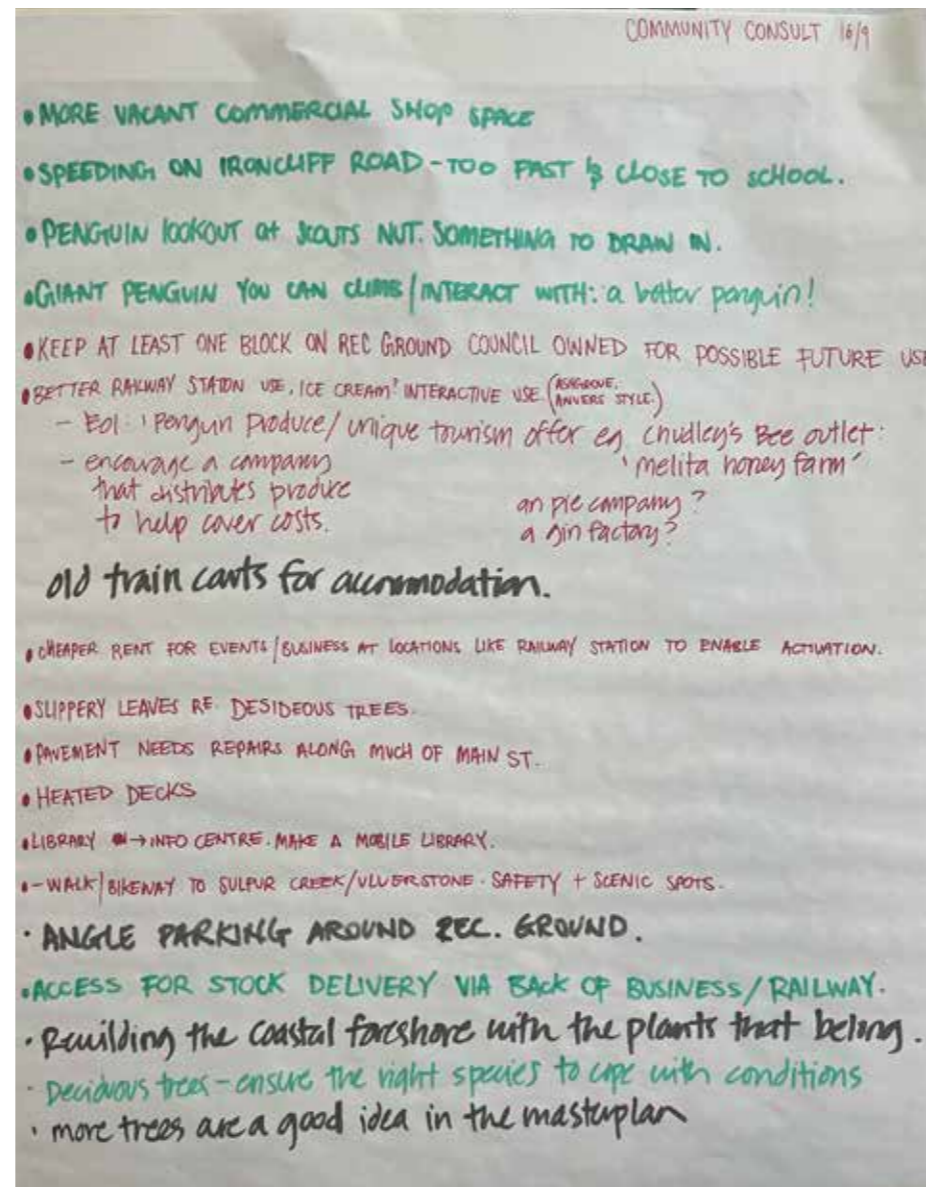 COMMUNITY CONSULT 16/9
• MORE VACANT COMMERCIAL SHOP SPACE
• SPEEDING ON IRONCLIFF ROAD - TOO FAST & CLOSE TO SCHOOL.
• PENGUIN lOOKOUT at SCOUTS HUT. SOMETHING TO DRAW IN.
• GIANT PENGUIN YOU CAN CLIMB/INTERACT WITH: a better penguin!
• KEEP AT LEAST ONE BLOCK ON REC GROUND COUNCIL OWNED FOR POSSIBLE FUTURE USE
• BETTER RAILWAY STATION USE, ICE CREAM? INTERACTIVE USE (ASHGROVE, ANVERS STYLE.)
- EOI: 'Penguin Produce/ unique tourism offer eg. Chudley's Bee outlet:
- encourage a company 'melita honey farm'
that distributes produce
to help cover costs.
an pie company?
a gin factory?
old train carts for accommodation.
• CHEAPER RENT FOR EVENTS/BUSINESS AT LOCATIONS LIKE RAILWAY STATION TO ENABLE ACTIVATION.
• SLIPPERY LEAVES RE. DESIDEOUS TREES.
• PAVEMENT NEEDS REPAIRS ALONG MUCH OF MAIN ST.
• HEATED DECKS
• LIBRARY → INFO CENTRE. MAKE A MOBILE LIBRARY.
• - WALK/BIKEWAY TO SULPUR CREEK/ULVERSTONE. SAFETY + SCENIC SPOTS.
• ANGLE PARKING AROUND REC. GROUND.
• ACCESS FOR STOCK DELIVERY VIA BACK OF BUSINESS/RAILWAY.
• Rewilding the coastal foreshore with the plants that belong.
• Deciduous trees - ensure the right species to cope with conditions
• more trees are a good idea in the masterplan